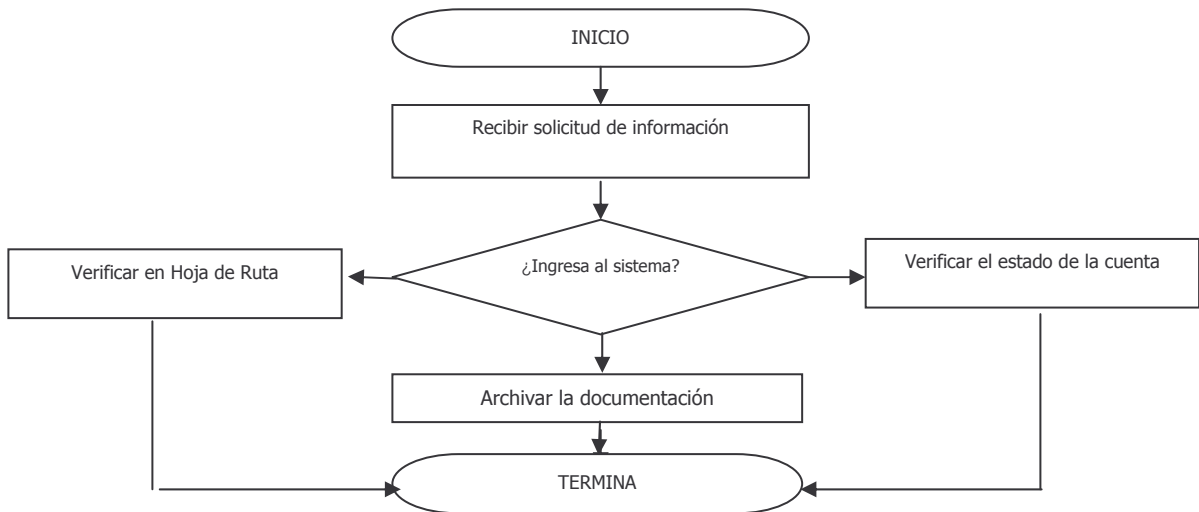 INICIO
Recibir solicitud de información
¿Ingresa al sistema?
Verificar en Hoja de Ruta
Verificar el estado de la cuenta
Archivar la documentación
TERMINA